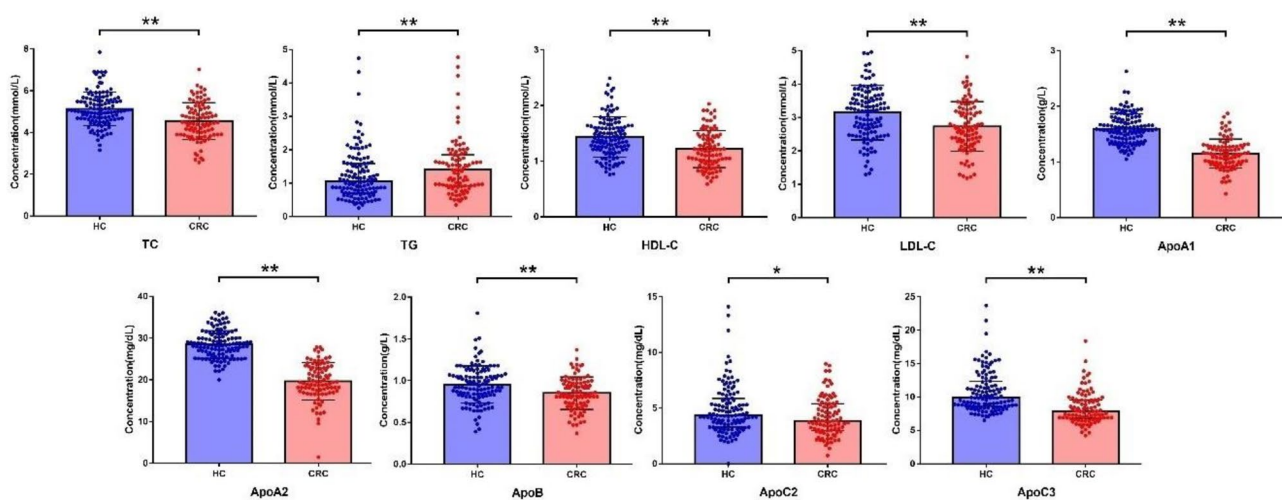 ** ** ** ** **
Concentration(mmol/L) 8 6 4 2 0 HC CRC
TC
Concentration(mmol/L) 5 4 3 2 1 0 HC CRC
TG
Concentration(mmol/L) 3 2 1 0 HC CRC
HDL-C
Concentration(mmol/L) 5 4 3 2 1 0 HC CRC
LDL-C
Concentration(g/L) 3 2 1 0 HC CRC
ApoA1
** ** * **
Concentration(mg/dL) 40 30 20 10 0 HC CRC
ApoA2
Concentration(g/L) 2.0 1.5 1.0 0.5 0.0 HC CRC
ApoB
Concentration(mg/dL) 15 10 5 0 HC CRC
ApoC2
Concentration(mg/dL) 25 20 15 10 5 0 HC CRC
ApoC3